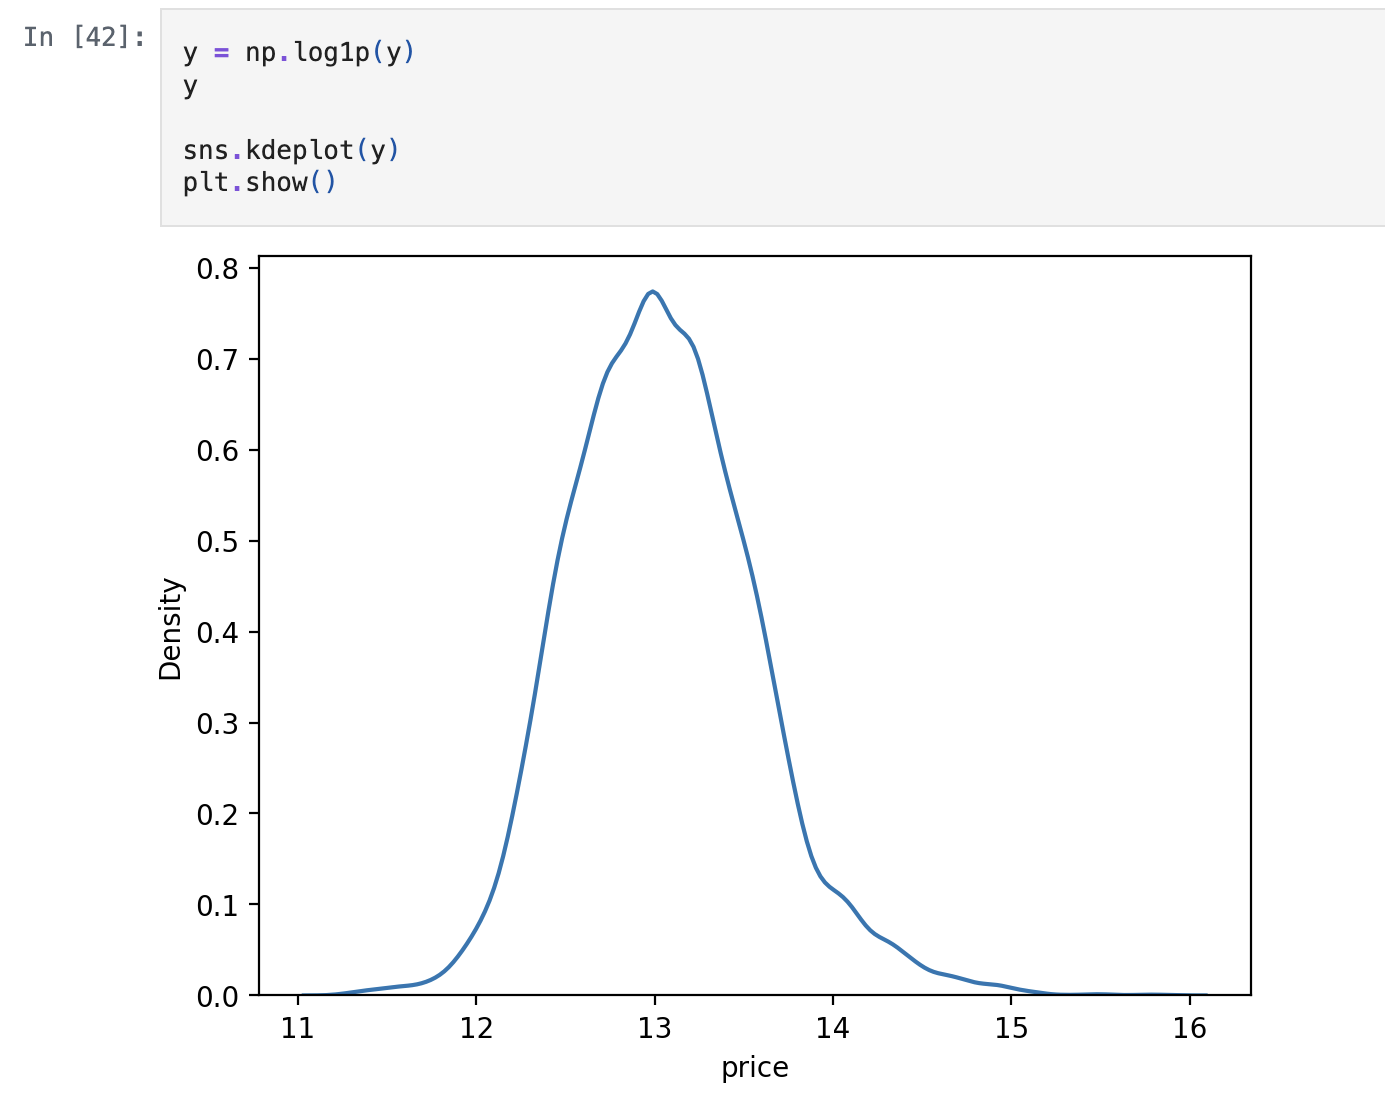 In [42]:
y = np.log1p(y)
y
sns.kdeplot(y)
plt.show()
0.8
0.7
0.6
0.5
0.4
0.3
0.2
0.1
0.0
Density
11 12 13 14 15 16
price